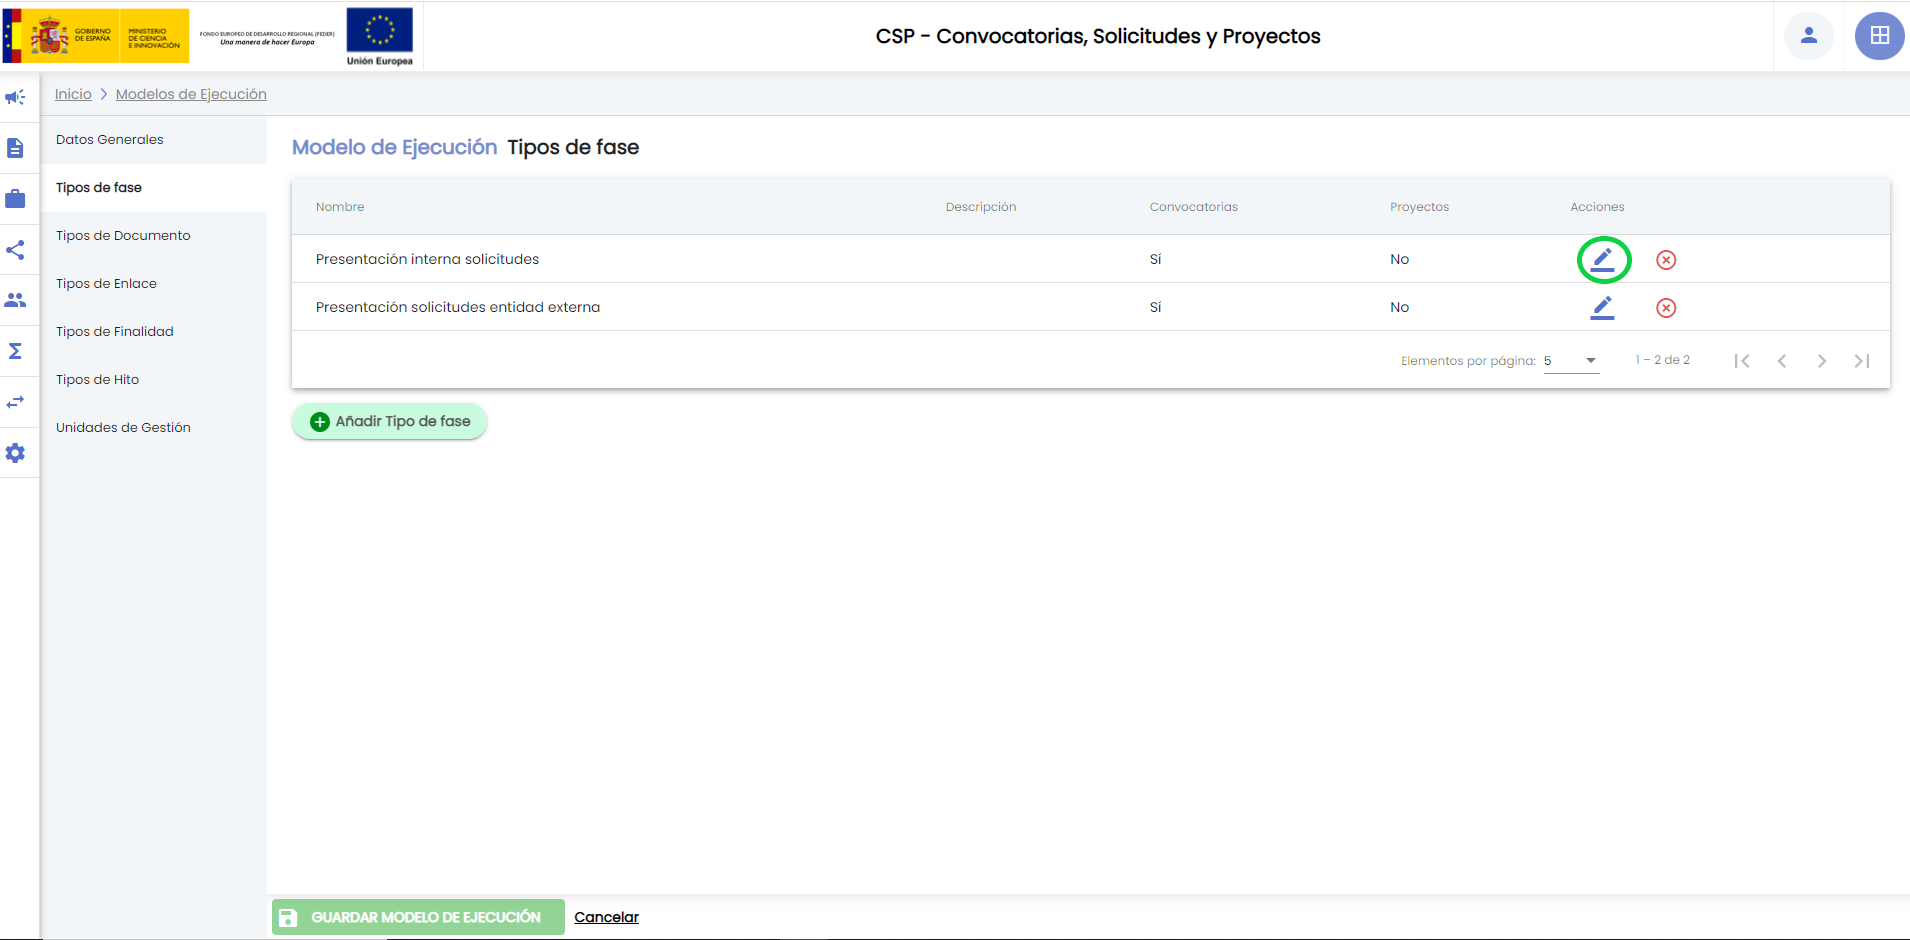 GOBIERNO
DE ESPAÑA
MINISTERIO
DE CIENCIA
E INNOVACIÓN
FONDO EUROPEO DE DESARROLLO REGIONAL (FEDER)
Una manera de hacer Europa
Unión Europea
CSP - Convocatorias, Solicitudes y Proyectos
Inicio > Modelos de Ejecución
Datos Generales
Tipos de fase
Tipos de Documento
Tipos de Enlace
Tipos de Finalidad
Tipos de Hito
Unidades de Gestión
Modelo de Ejecución Tipos de fase
Nombre Descripción Convocatorias Proyectos Acciones
Presentación interna solicitudes Sí No
Presentación solicitudes entidad externa Sí No
Elementos por página: 5 1 – 2 de 2
Añadir Tipo de fase
GUARDAR MODELO DE EJECUCIÓN Cancelar